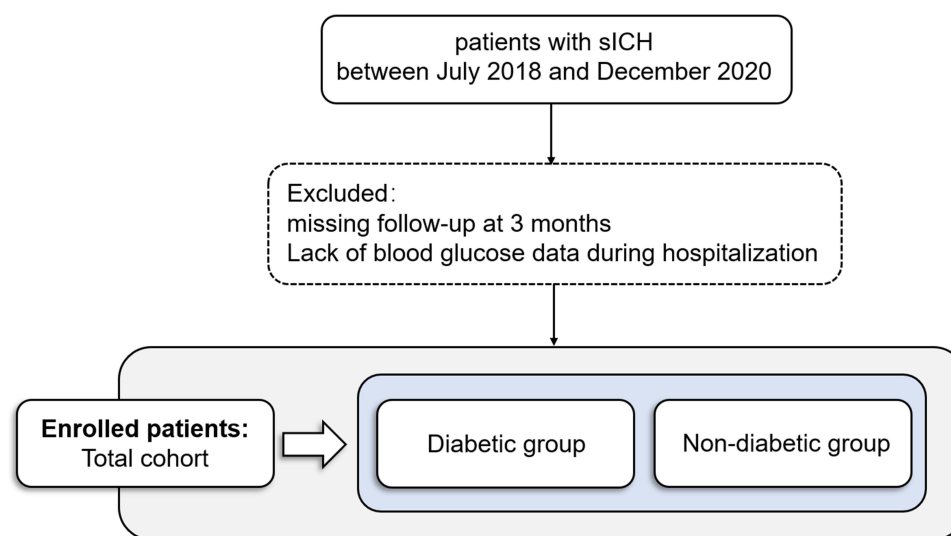 patients with sICH
between July 2018 and December 2020
Excluded：
missing follow-up at 3 months
Lack of blood glucose data during hospitalization
Enrolled patients:
Total cohort
Diabetic group
Non-diabetic group